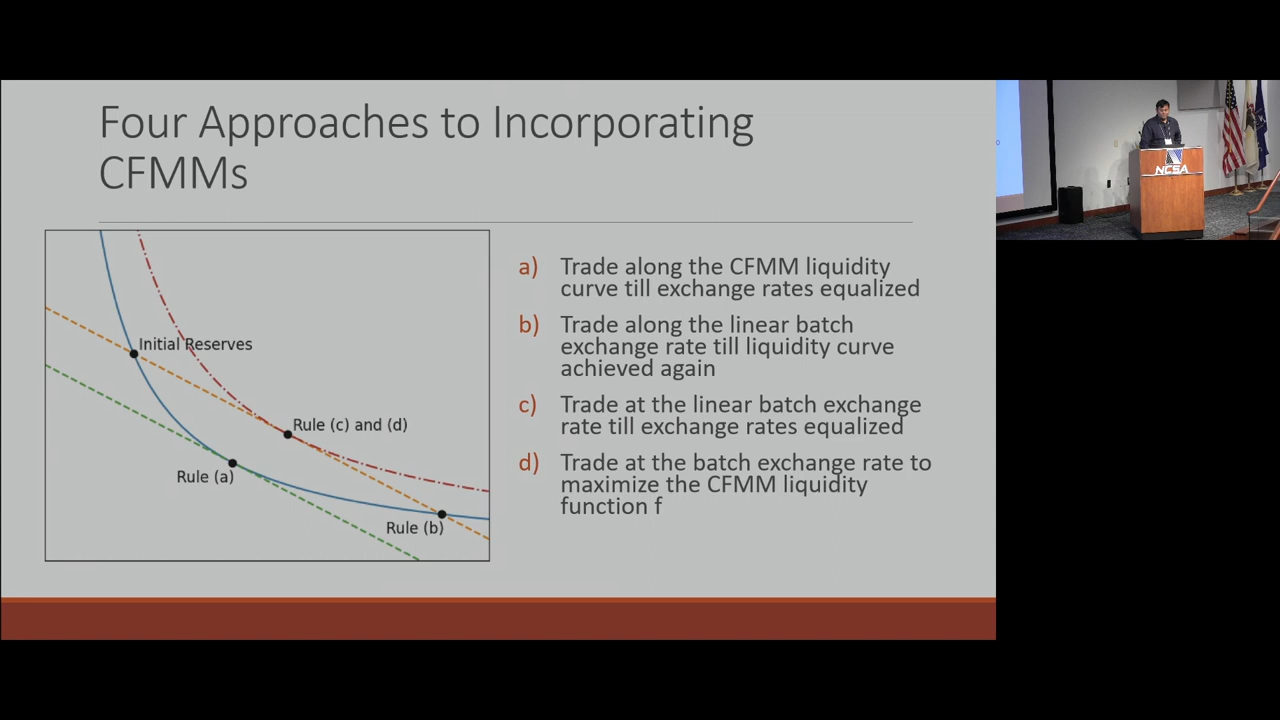 Four Approaches to Incorporating
CFMMs
Initial Reserves
Rule (c) and (d)
Rule (a)
Rule (b)
a) Trade along the CFMM liquidity
curve till exchange rates equalized
b) Trade along the linear batch
exchange rate till liquidity curve
achieved again
c) Trade at the linear batch exchange
rate till exchange rates equalized
d) Trade at the batch exchange rate to
maximize the CFMM liquidity
function f
NCSA